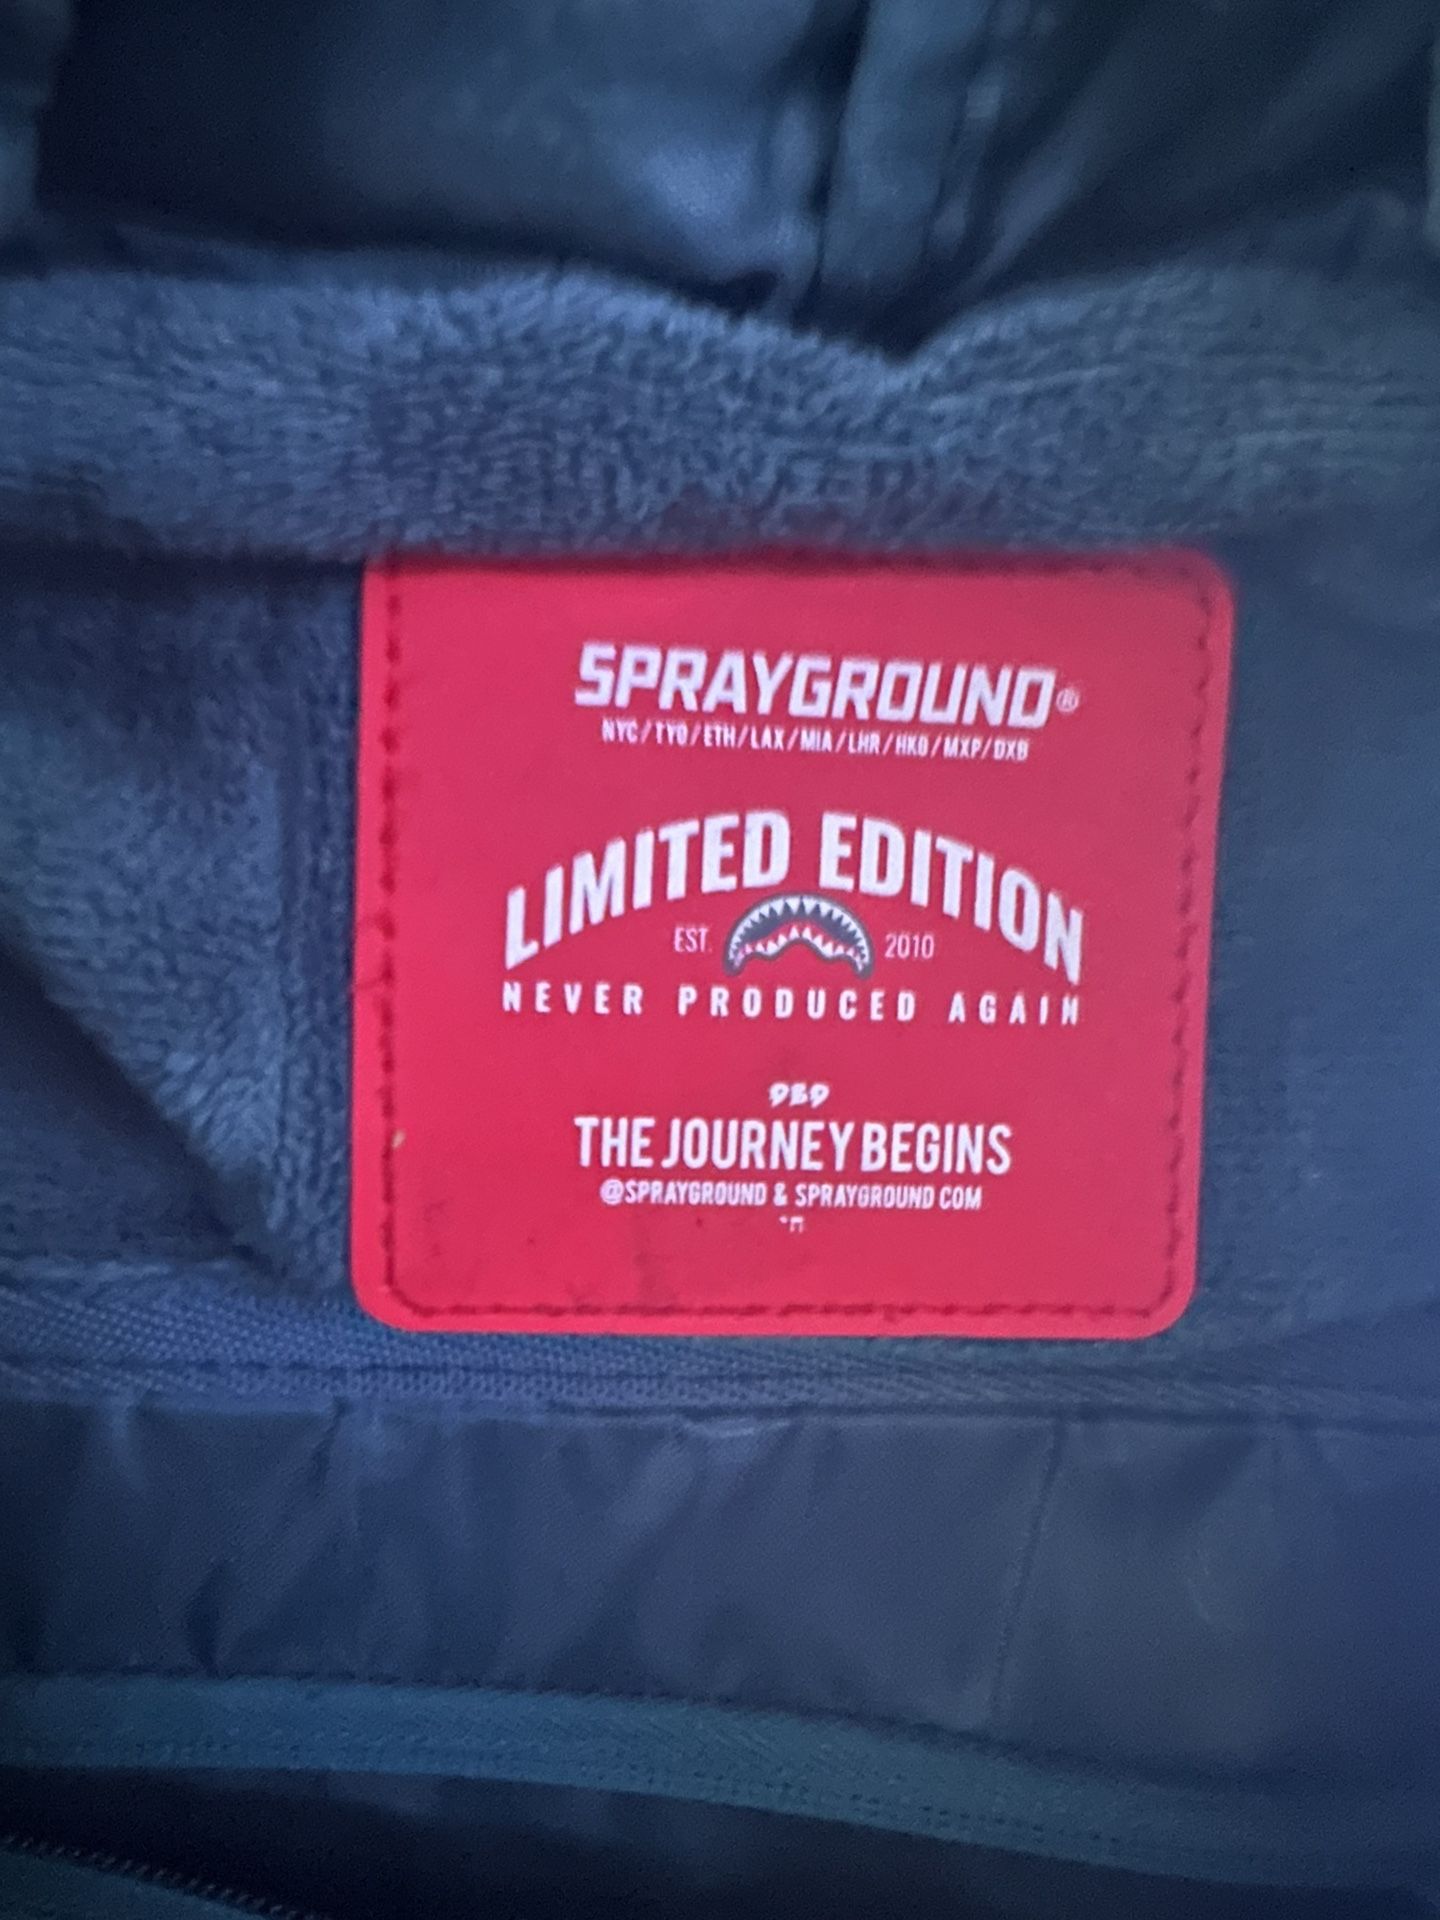 SPRAYGROUND®
NYC/TYO/ETH/LAX/MIA/LHR/HKG/MXP/DXB
LIMITED EDITION
EST. 2010
NEVER PRODUCED AGAIN
THE JOURNEY BEGINS
@SPRAYGROUND & SPRAYGROUND.COM